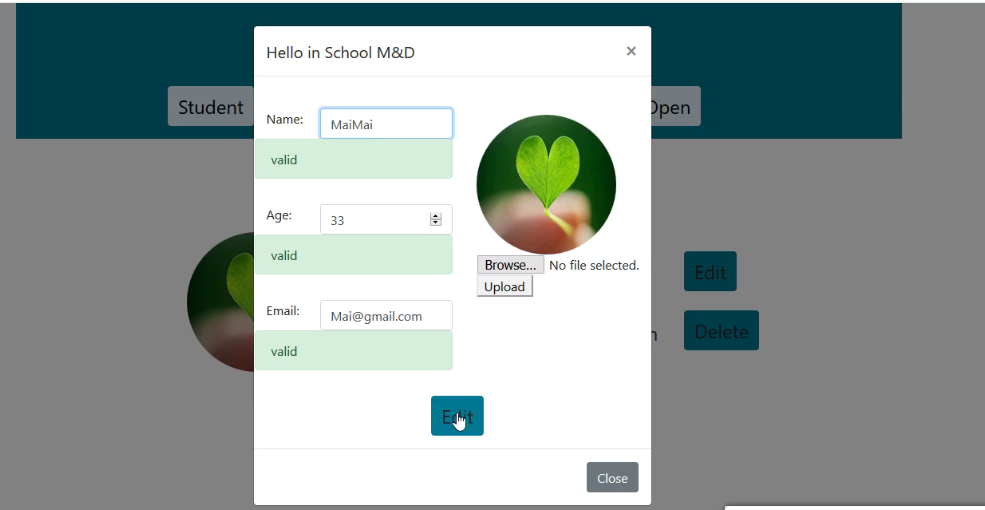 Hello in School M&D
×
Student
Open
Name:
MaiMai
valid
Age:
33
valid
Browse... No file selected.
Upload
Edit
Email:
Mai@gmail.com
Delete
valid
Edit
Close